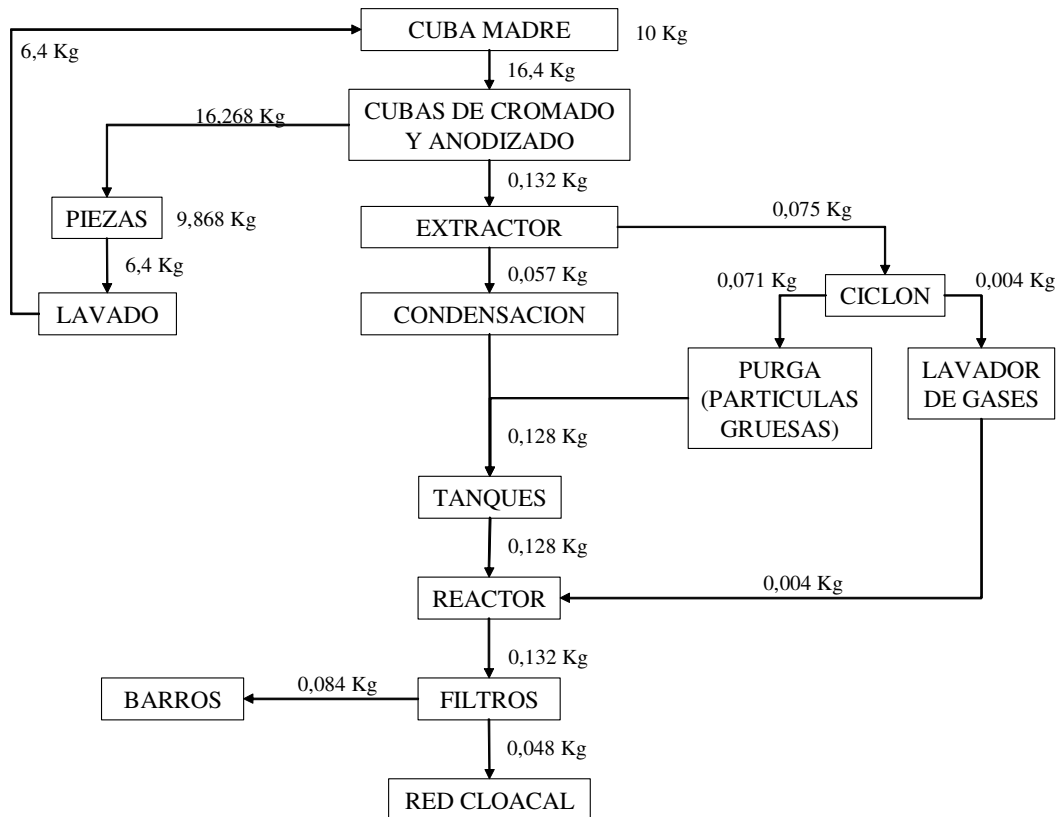 CUBA MADRE
10 Kg
6,4 Kg
16,4 Kg
CUBAS DE CROMADO
Y ANODIZADO
16,268 Kg
0,132 Kg
PIEZAS
9,868 Kg
EXTRACTOR
0,075 Kg
6,4 Kg
0,057 Kg
0,071 Kg
CICLON
0,004 Kg
LAVADO
CONDENSACION
PURGA
(PARTICULAS
GRUESAS)
LAVADOR
DE GASES
0,128 Kg
TANQUES
0,128 Kg
REACTOR
0,004 Kg
0,132 Kg
BARROS
0,084 Kg
FILTROS
0,048 Kg
RED CLOACAL